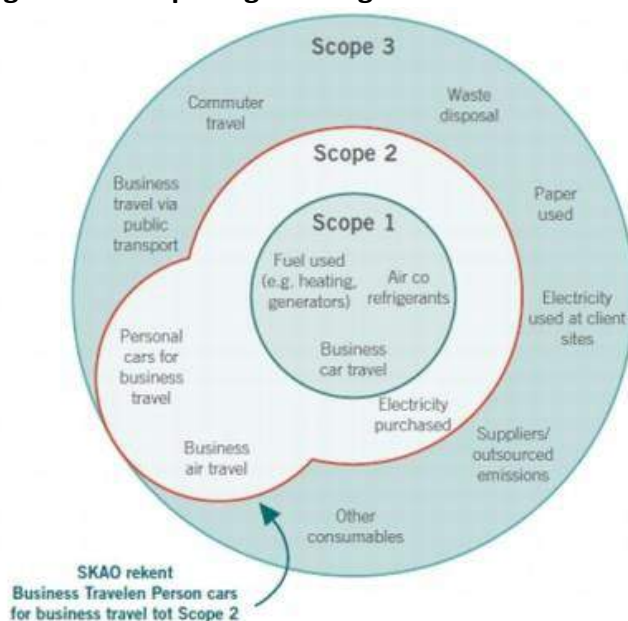 Scope 3
Commuter
travel
Waste
disposal
Scope 2
Business
travel via
public
transport
Paper
used
Scope 1
Fuel used
(e.g. heating,
generators)
Air co
refrigerants
Electricity
used at client
sites
Personal
cars for
business
travel
Business
car travel
Electricity
purchased
Business
air travel
Suppliers/
outsourced
emissions
Other
consumables
SKAO rekent
Business Travelen Person cars
for business travel tot Scope 2